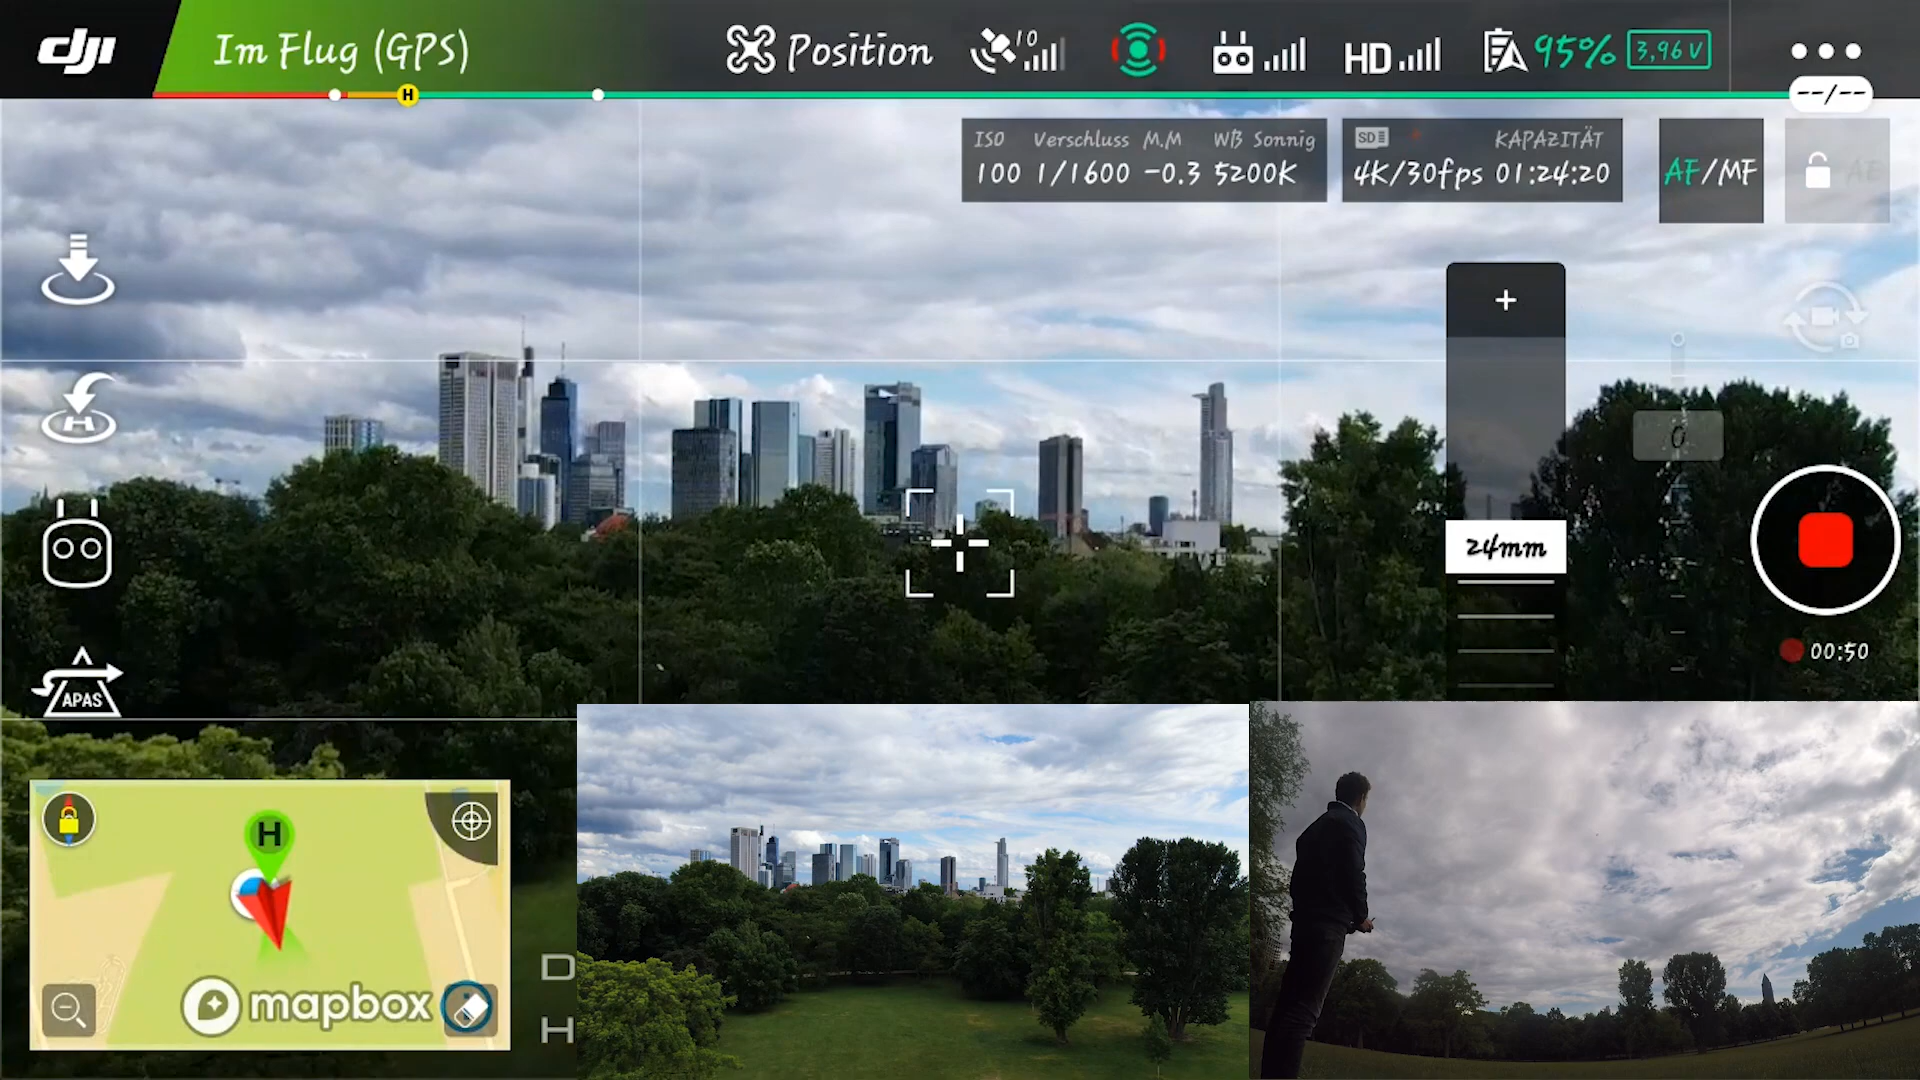 dji Im Flug (GPS) Position 10 HD 95% 3,96 V
H --/--
ISO Verschluss M.M WB Sonnig SD KAPAZITÄT
100 1/1600 -0.3 5200K 4K/30fps 01:24:20 AF/MF AE
+
H
0
24mm
00:50
APAS
H
D
mapbox
H